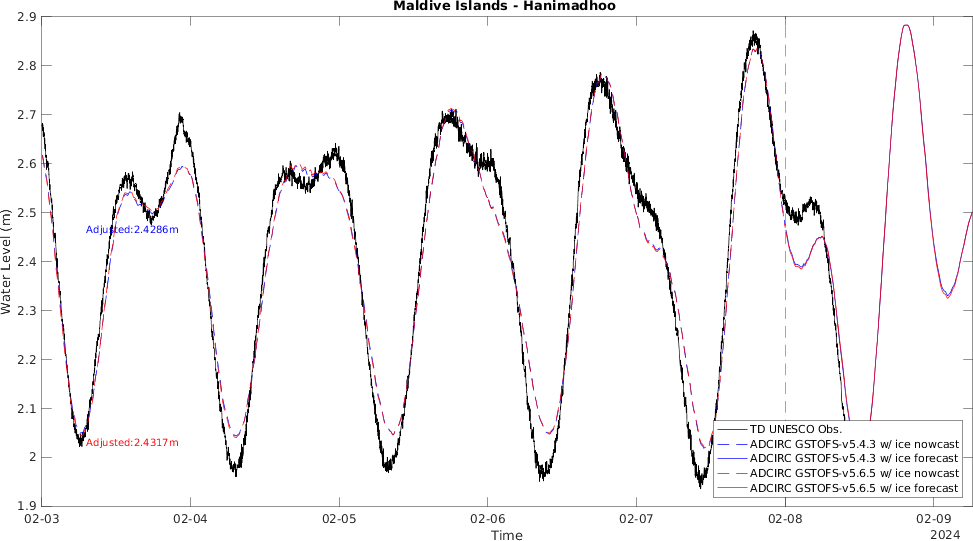 Maldive Islands - Hanimadhoo
2.9
2.8
2.7
2.6
2.5
2.4
2.3
2.2
2.1
2
1.9
Water Level (m)
Adjusted:2.4286m
Adjusted:2.4317m
TD UNESCO Obs.
ADCIRC GSTOFS-v5.4.3 w/ ice nowcast
ADCIRC GSTOFS-v5.4.3 w/ ice forecast
ADCIRC GSTOFS-v5.6.5 w/ ice nowcast
ADCIRC GSTOFS-v5.6.5 w/ ice forecast
02-03 02-04 02-05 02-06 02-07 02-08 02-09
Time
2024